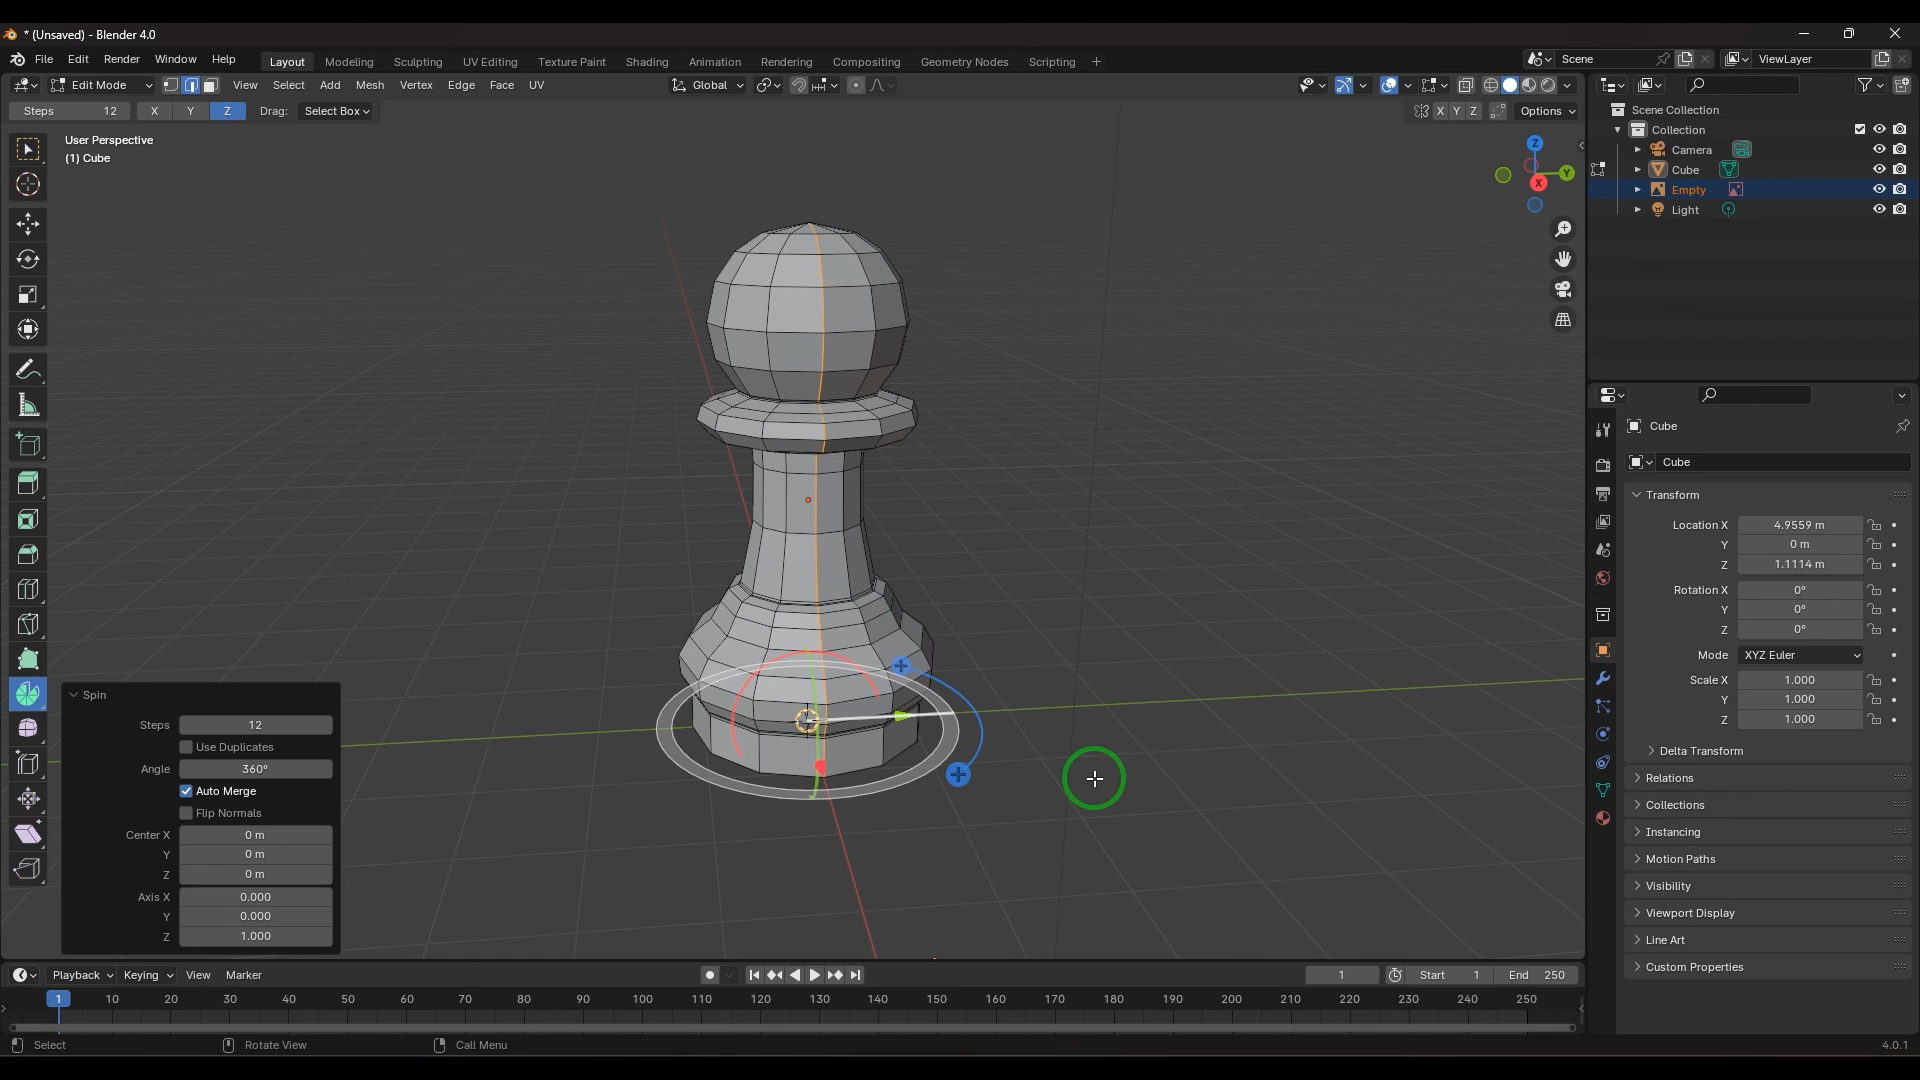 * (Unsaved) - Blender 4.0
File Edit Render Window Help Layout Modeling Sculpting UV Editing Texture Paint Shading Animation Rendering Compositing Geometry Nodes Scripting + Scene ViewLayer
Edit Mode View Select Add Mesh Vertex Edge Face UV Global
Steps 12 X Y Z Drag: Select Box X Y Z Options
User Perspective
(1) Cube
Z
Y
X
Scene Collection
Collection
Camera
Cube
Empty
Light
Cube
Cube
Transform
Location X 4.9559 m
Y 0 m
Z 1.1114 m
Rotation X 0°
Y 0°
Z 0°
Mode XYZ Euler
Scale X 1.000
Y 1.000
Z 1.000
Delta Transform
Relations
Collections
Instancing
Motion Paths
Visibility
Viewport Display
Line Art
Custom Properties
Spin
Steps 12
Use Duplicates
Angle 360°
Auto Merge
Flip Normals
Center X 0 m
Y 0 m
Z 0 m
Axis X 0.000
Y 0.000
Z 1.000
Playback Keying View Marker 1 Start 1 End 250
1 10 20 30 40 50 60 70 80 90 100 110 120 130 140 150 160 170 180 190 200 210 220 230 240 250
Select Rotate View Call Menu 4.0.1